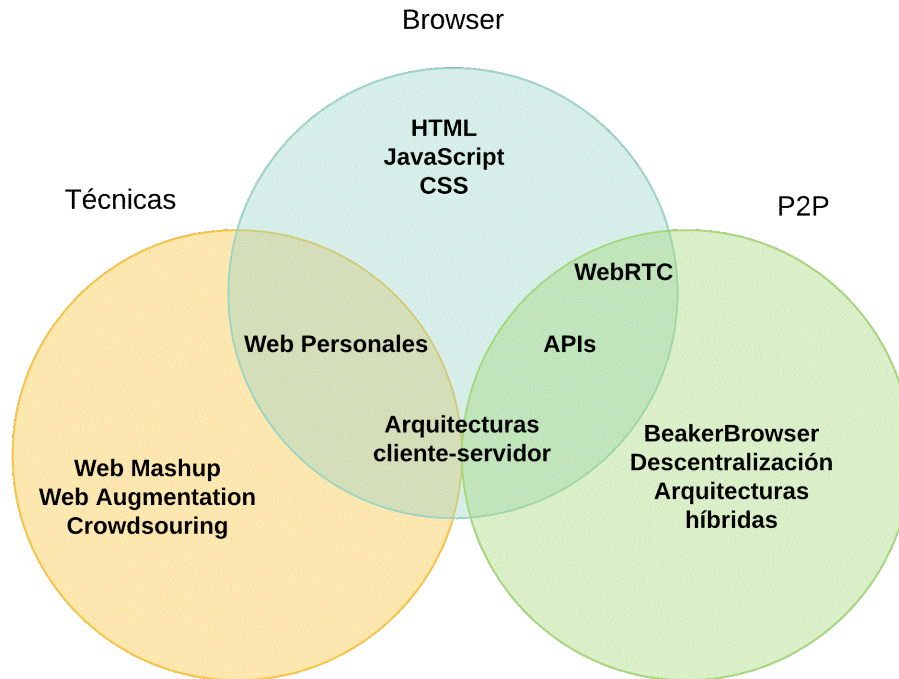 Browser
HTML
JavaScript
CSS
Técnicas
P2P
WebRTC
Web Personales
APIs
Arquitecturas
cliente-servidor
BeakerBrowser
Descentralización
Arquitecturas
híbridas
Web Mashup
Web Augmentation
Crowdsouring